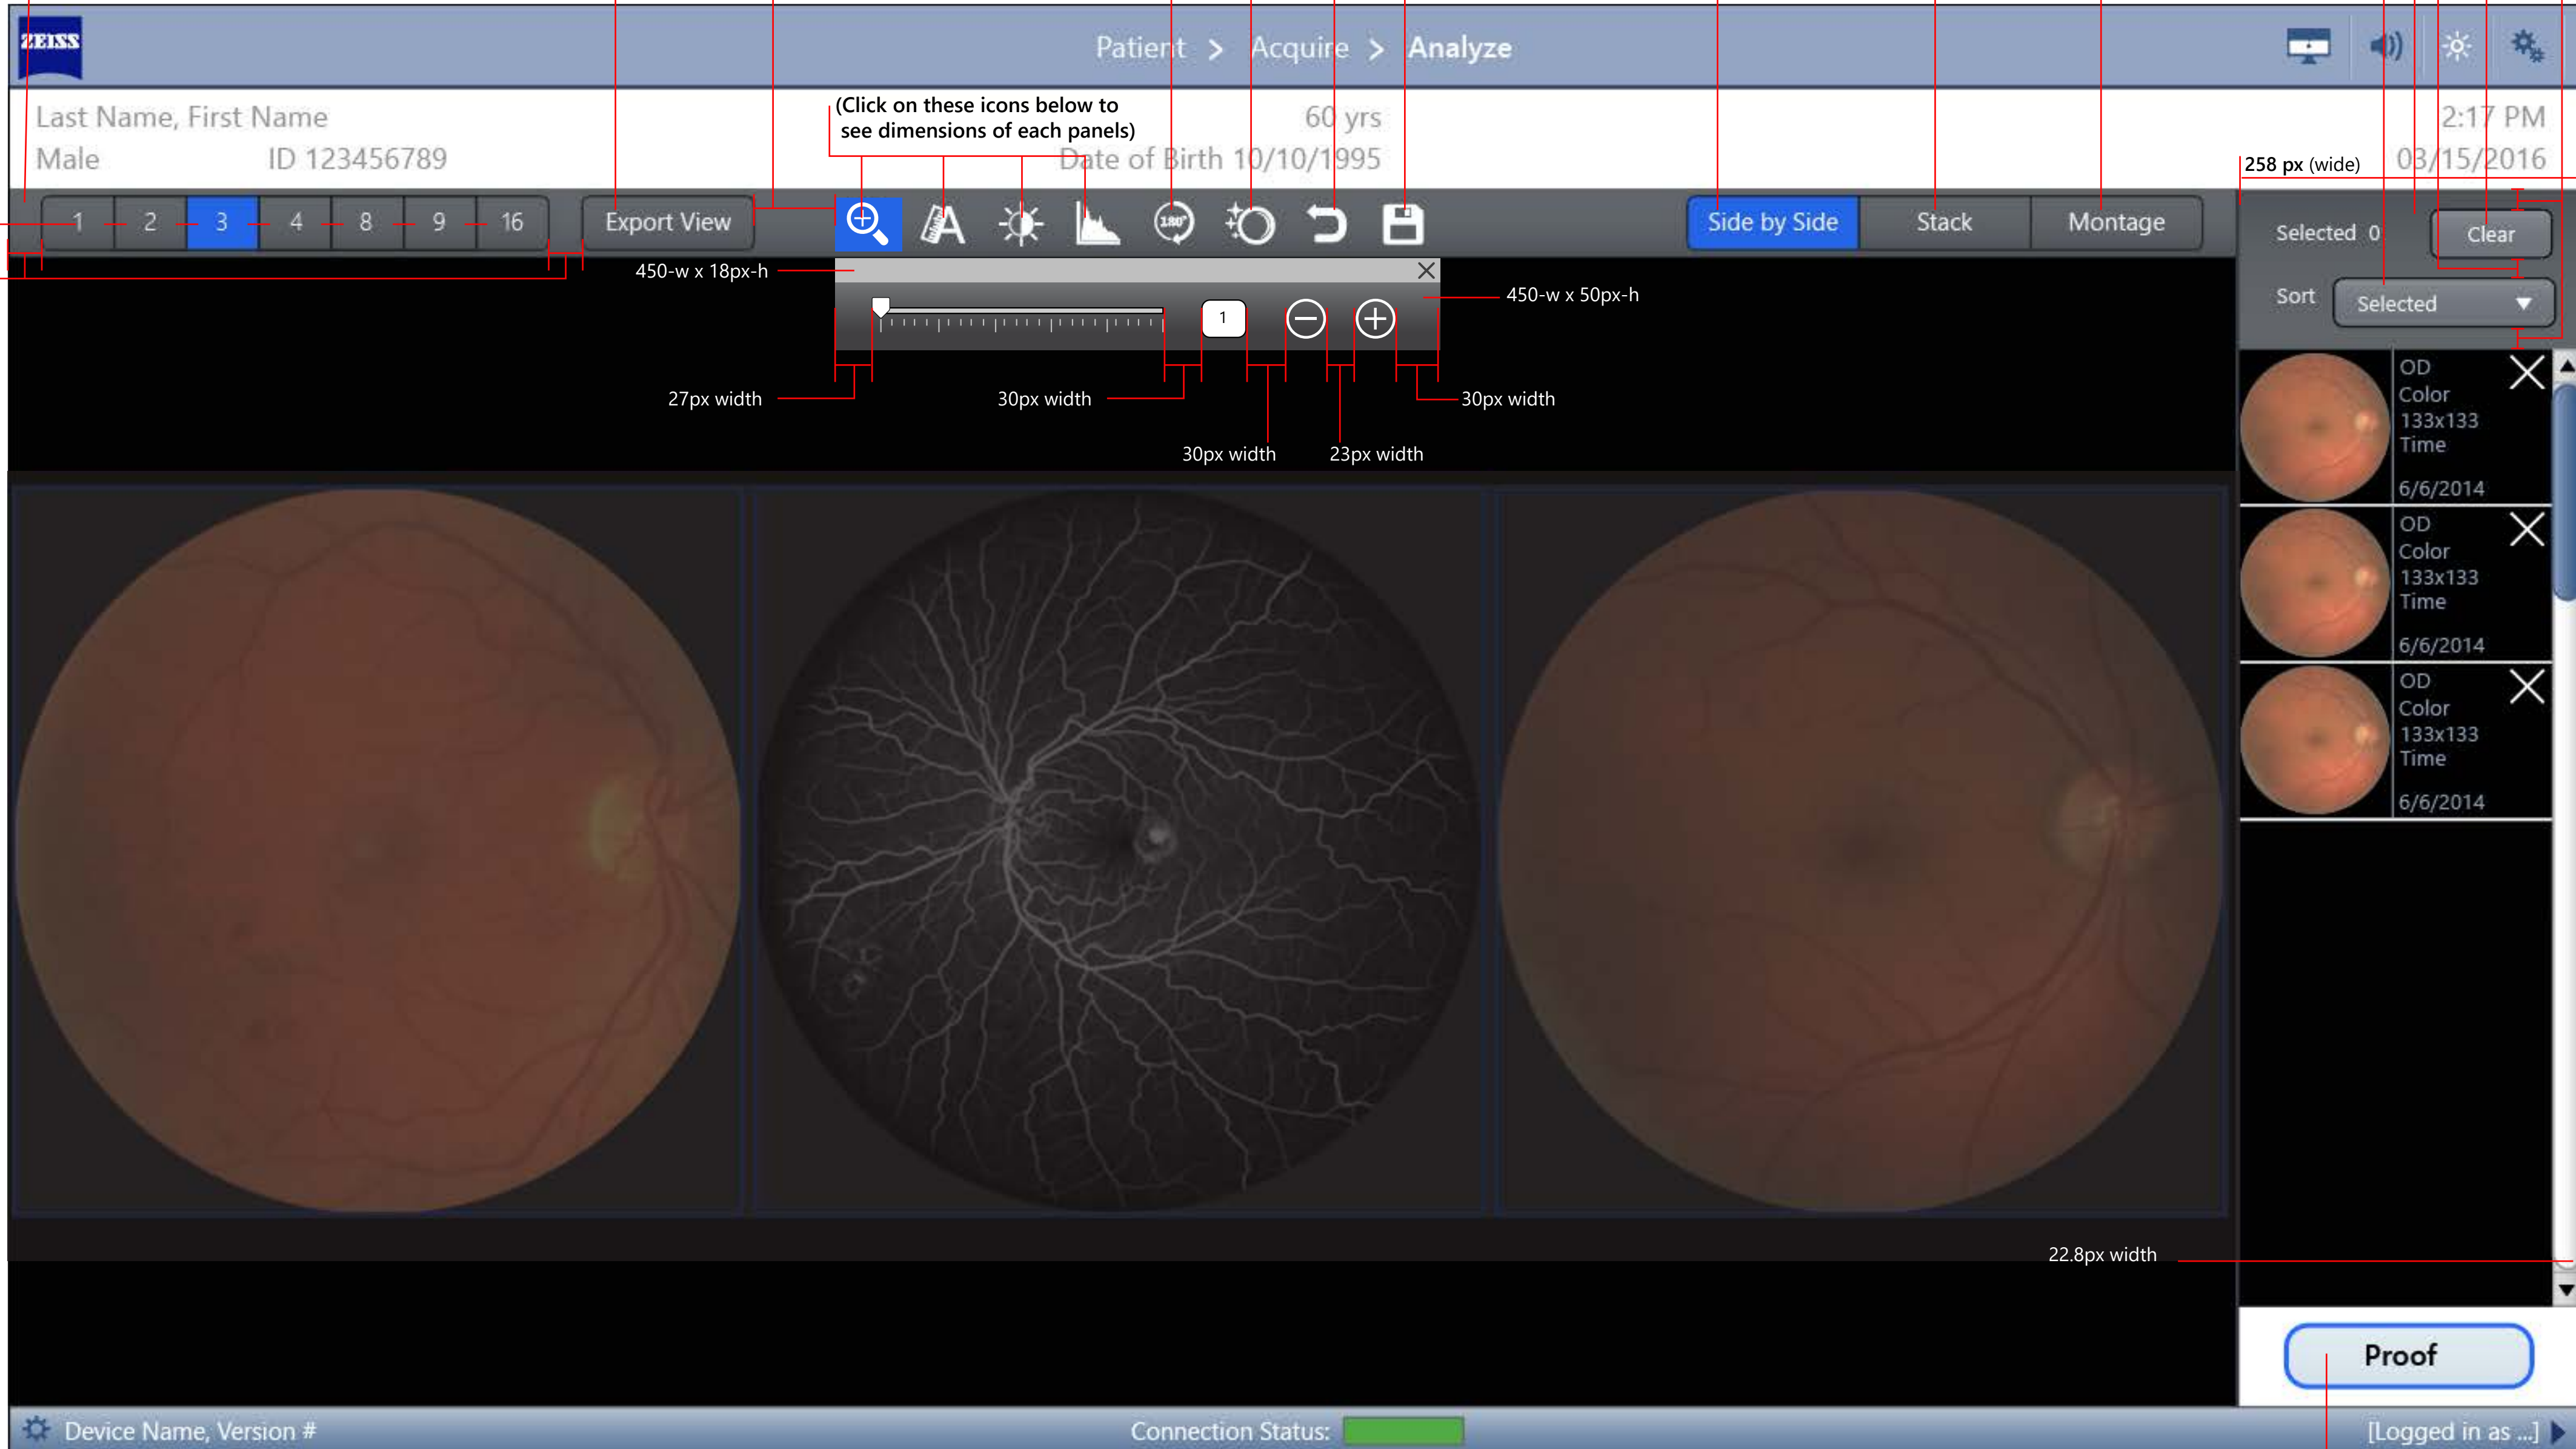 ZEISS
Patient > Acquire > Analyze
Last Name, First Name
Male ID 123456789
(Click on these icons below to
see dimensions of each panels)
60 yrs
Date of Birth 10/10/1995
2:17 PM
03/15/2016
258 px (wide)
1 2 3 4 8 9 16
Export View
A
180°
Side by Side Stack Montage
Selected 0 Clear
Sort Selected
450-w x 18px-h
450-w x 50px-h
1
27px width
30px width
30px width
30px width
23px width
OD
Color
133x133
Time
6/6/2014
OD
Color
133x133
Time
6/6/2014
OD
Color
133x133
Time
6/6/2014
22.8px width
Proof
Device Name, Version #
Connection Status:
[Logged in as ...]